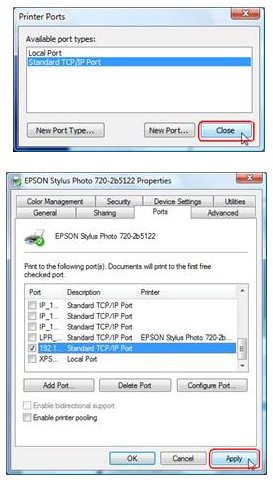 Printer Ports
Available port types:
Local Port
Standard TCP/IP Port
New Port Type...
New Port...
Close
EPSON Stylus Photo 720-2b5122 Properties
Color Management Security Device Settings Utilities
General Sharing Ports Advanced
EPSON Stylus Photo 720-2b5122
Print to the following port(s). Documents will print to the first free
checked port.
Port Description Printer
IP_1... Standard TCP/IP Port
IP_1... Standard TCP/IP Port
IP_1... Standard TCP/IP Port
LPR_... Standard TCP/IP Port EPSON Stylus Photo 720-2b...
192.1... Standard TCP/IP Port
XPS... Local Port
Add Port... Delete Port Configure Port...
Enable bidirectional support
Enable printer pooling
OK Cancel Apply